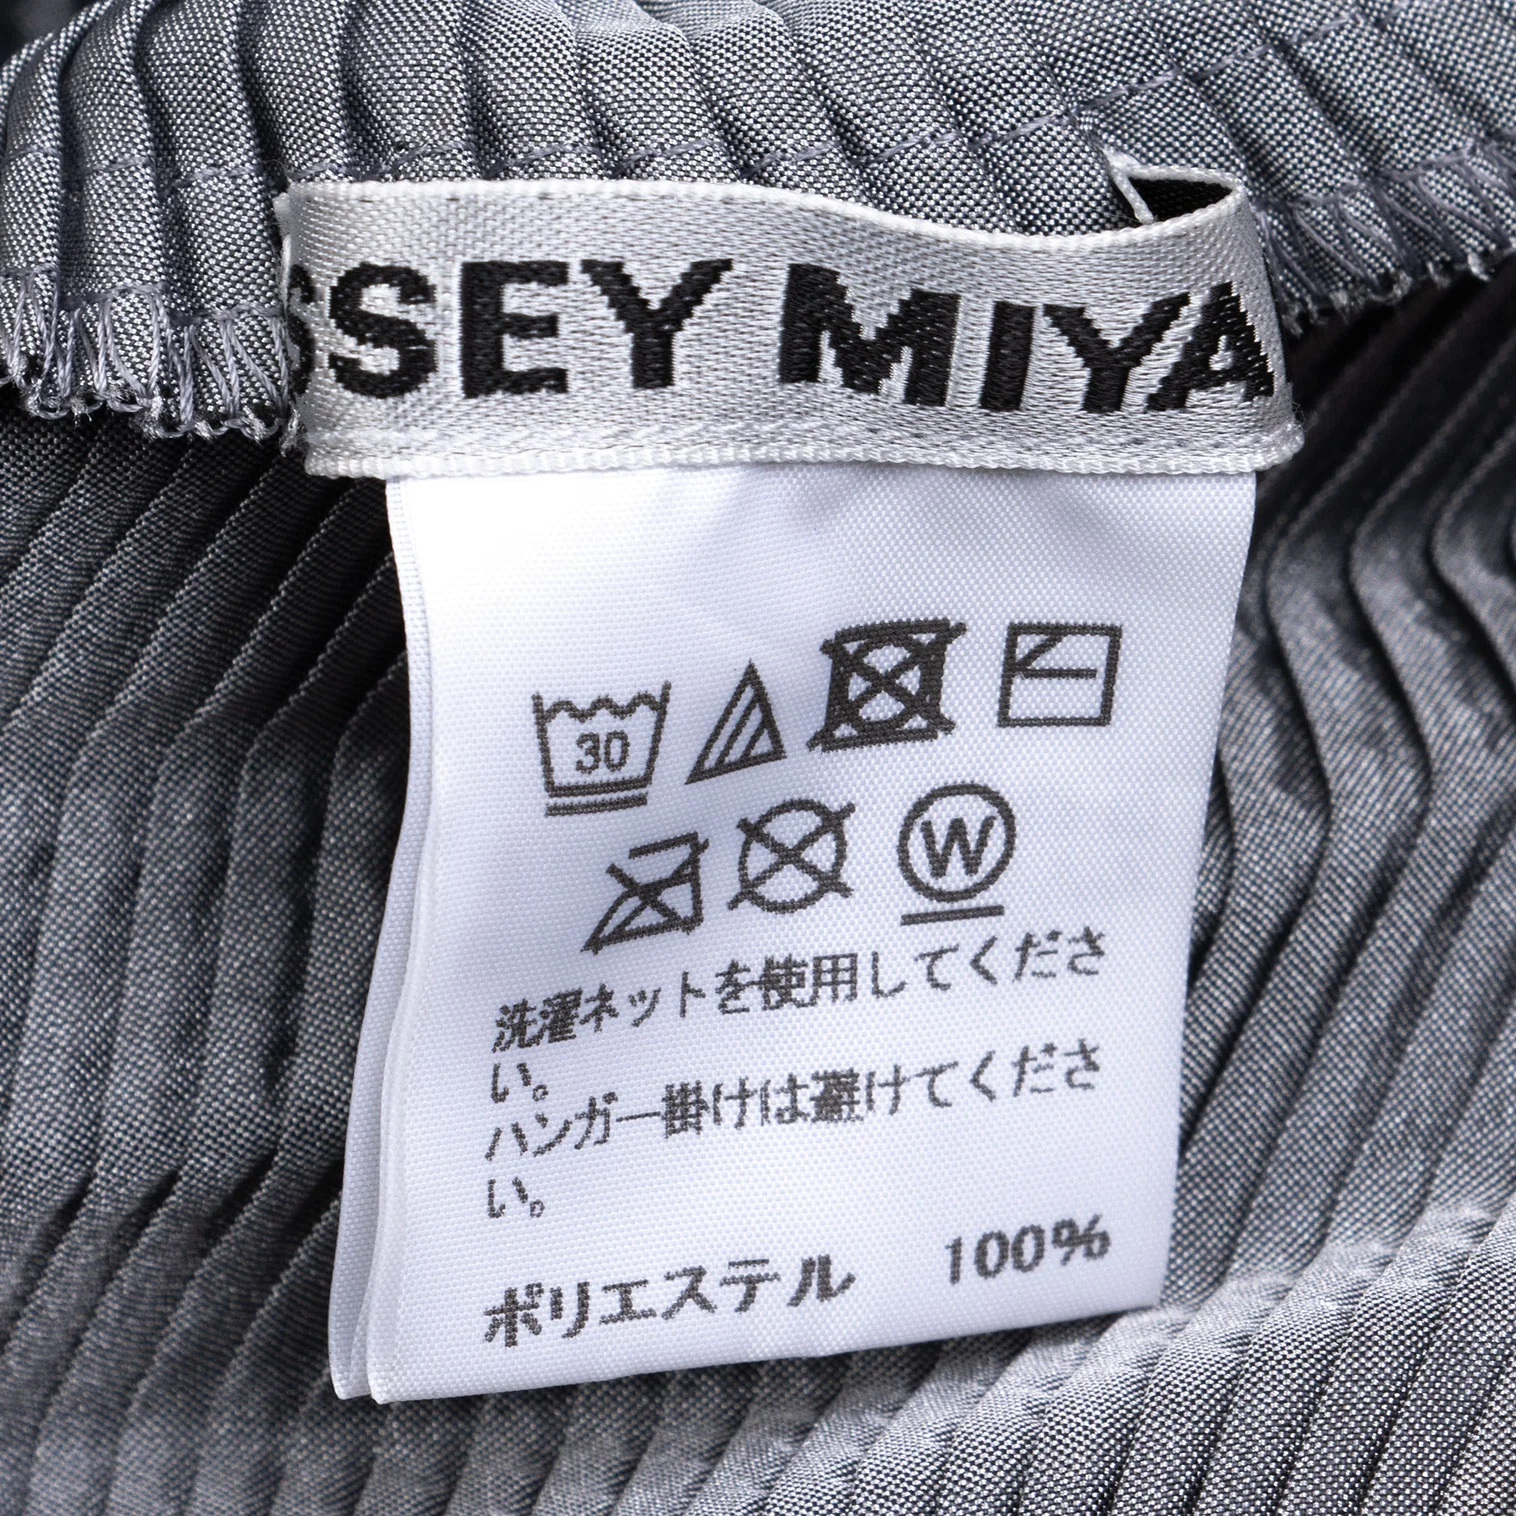 SSEY MIYA
30
W
洗濯ネットを使用してくださ
い。
ハンガー掛けは避けてくださ
い。
ポリエステル 100%